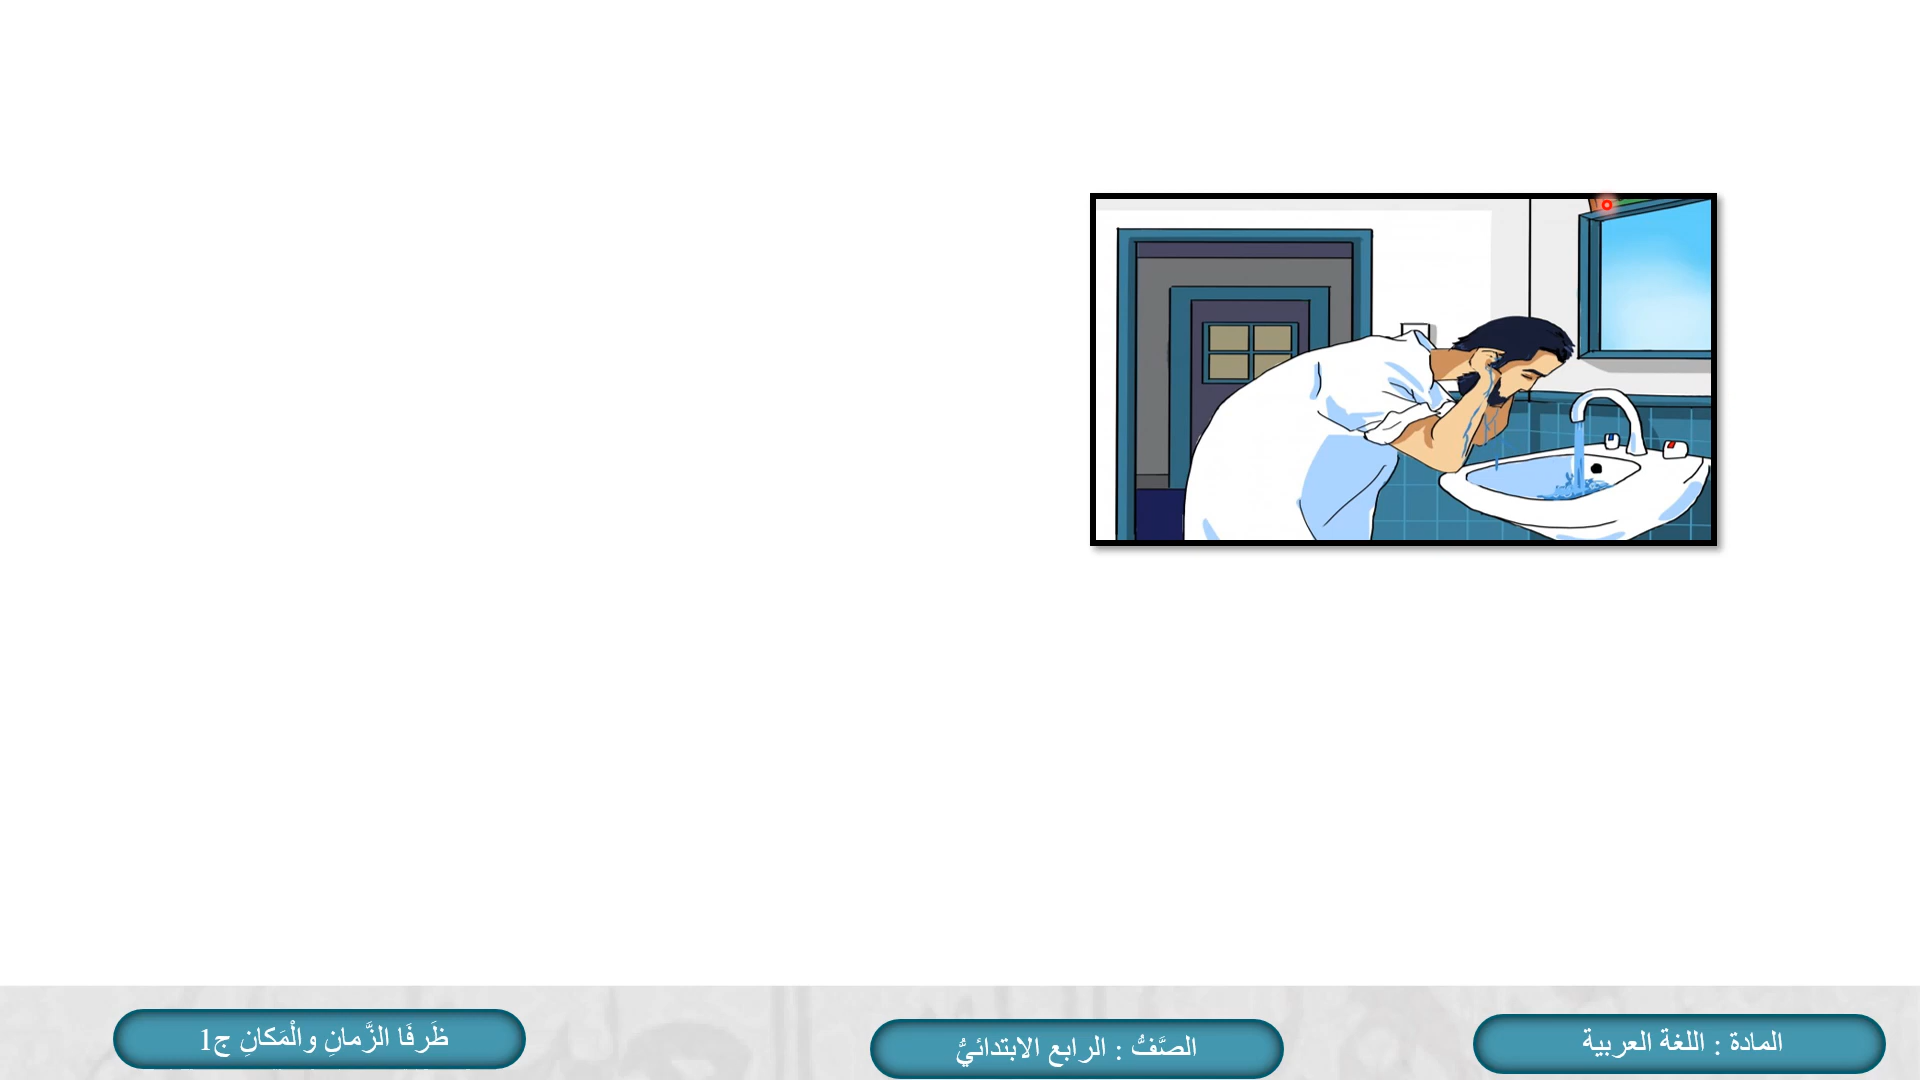 المادة : اللغة العربية
الصَّفُّ : الرابع الابتدائيُّ
ظَرفَا الزَّمانِ والْمَكانِ ج1